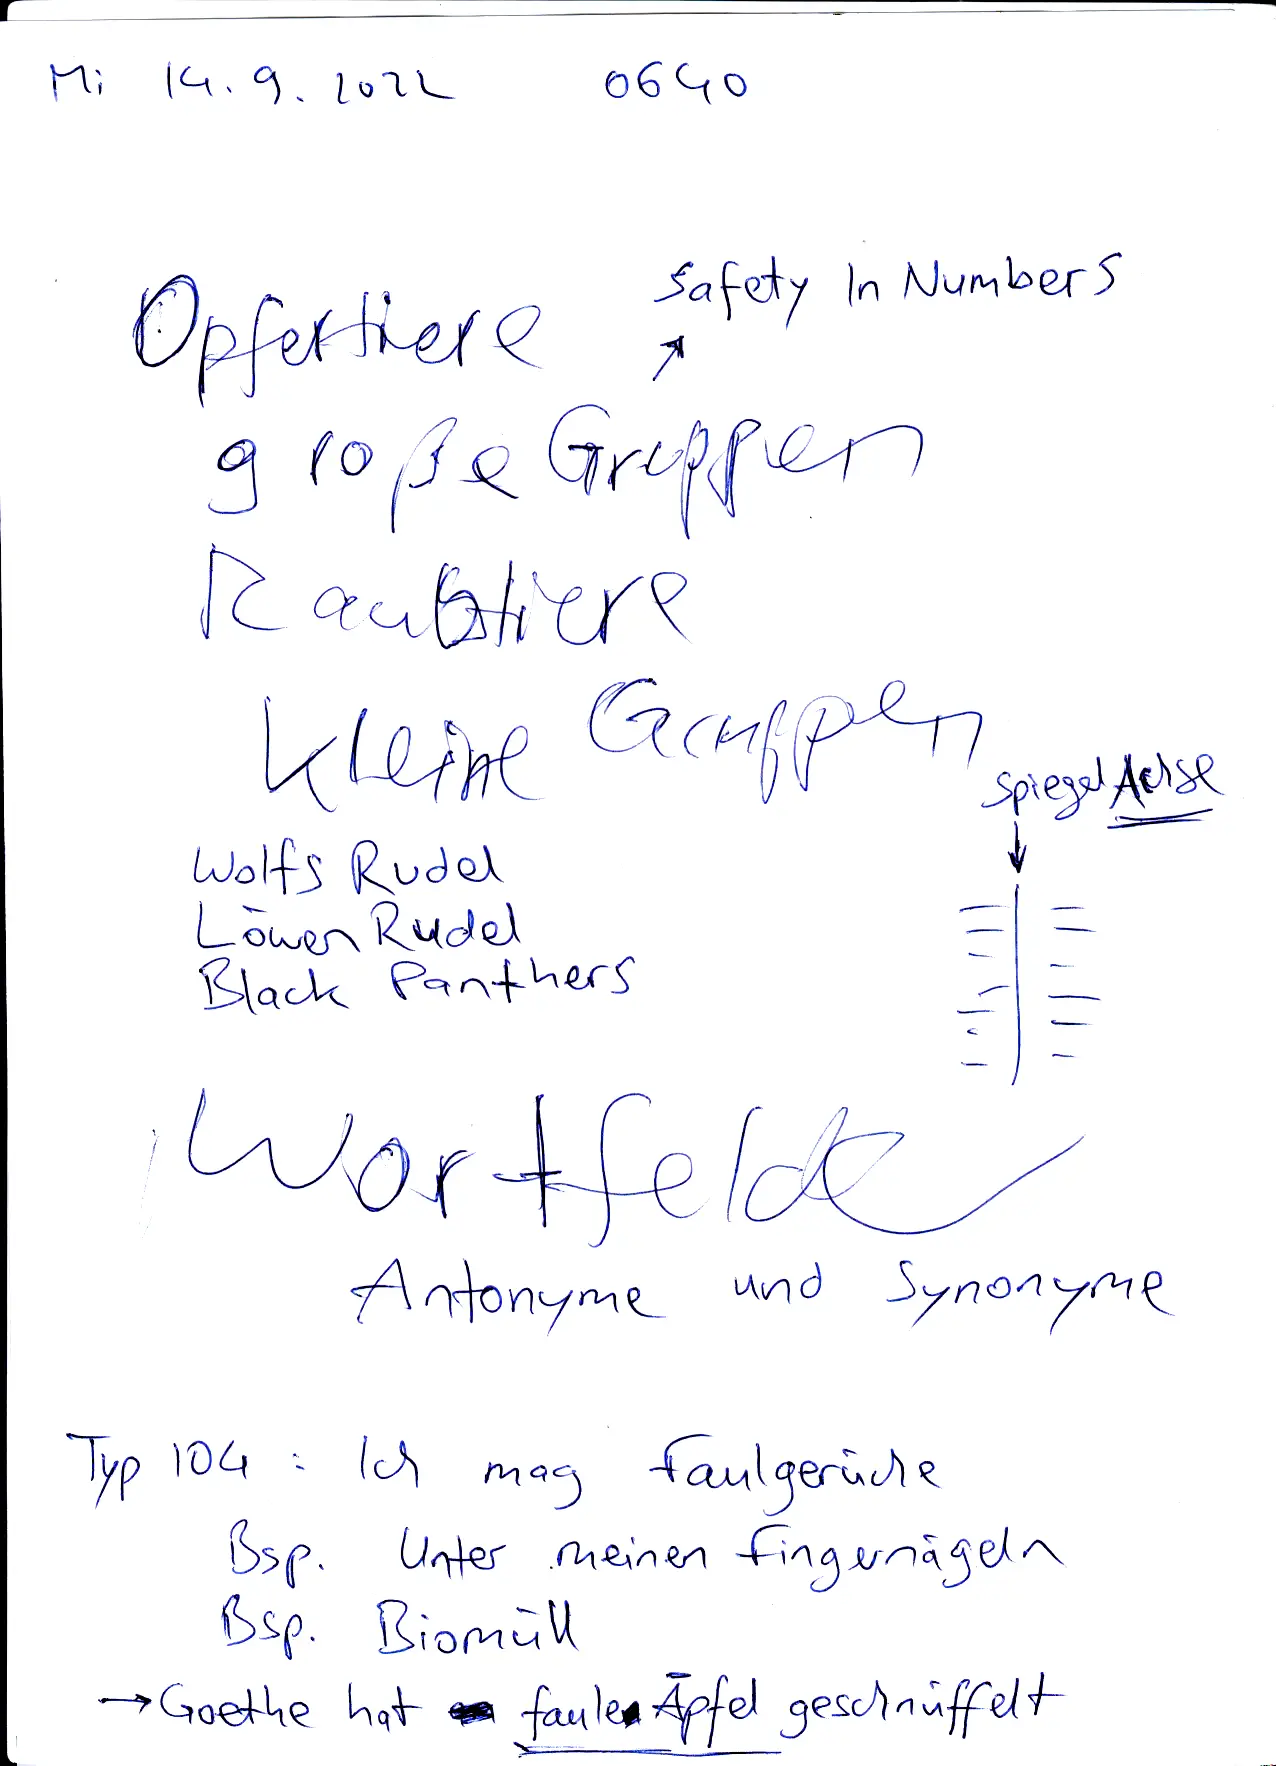 Mi 14.9.2022 0640
Safety In Numbers
Opfertiere
große Gruppen
Raubtiere
kleine Gruppen
Spiegel Achse
Wolfs Rudel
Löwen Rudel
Black Panthers
Wortfeld
Antonyme und Synonyme
Typ 104 : Ich mag Faulgerüche
Bsp. Unter meinen Fingernägeln
Bsp. Biomüll
→ Goethe hat faule Äpfel geschnüffelt